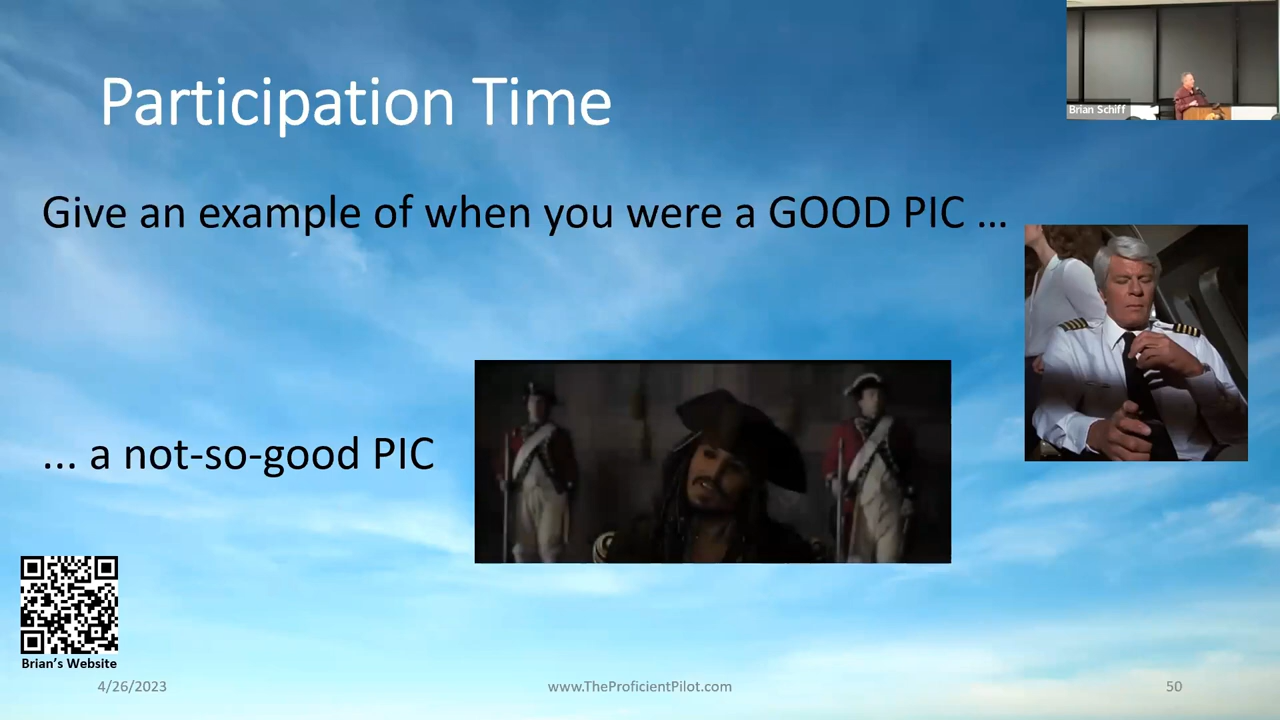 Participation Time
Brian Schiff
Give an example of when you were a GOOD PIC ...
... a not-so-good PIC
Brian's Website
4/26/2023
www.TheProficientPilot.com
50